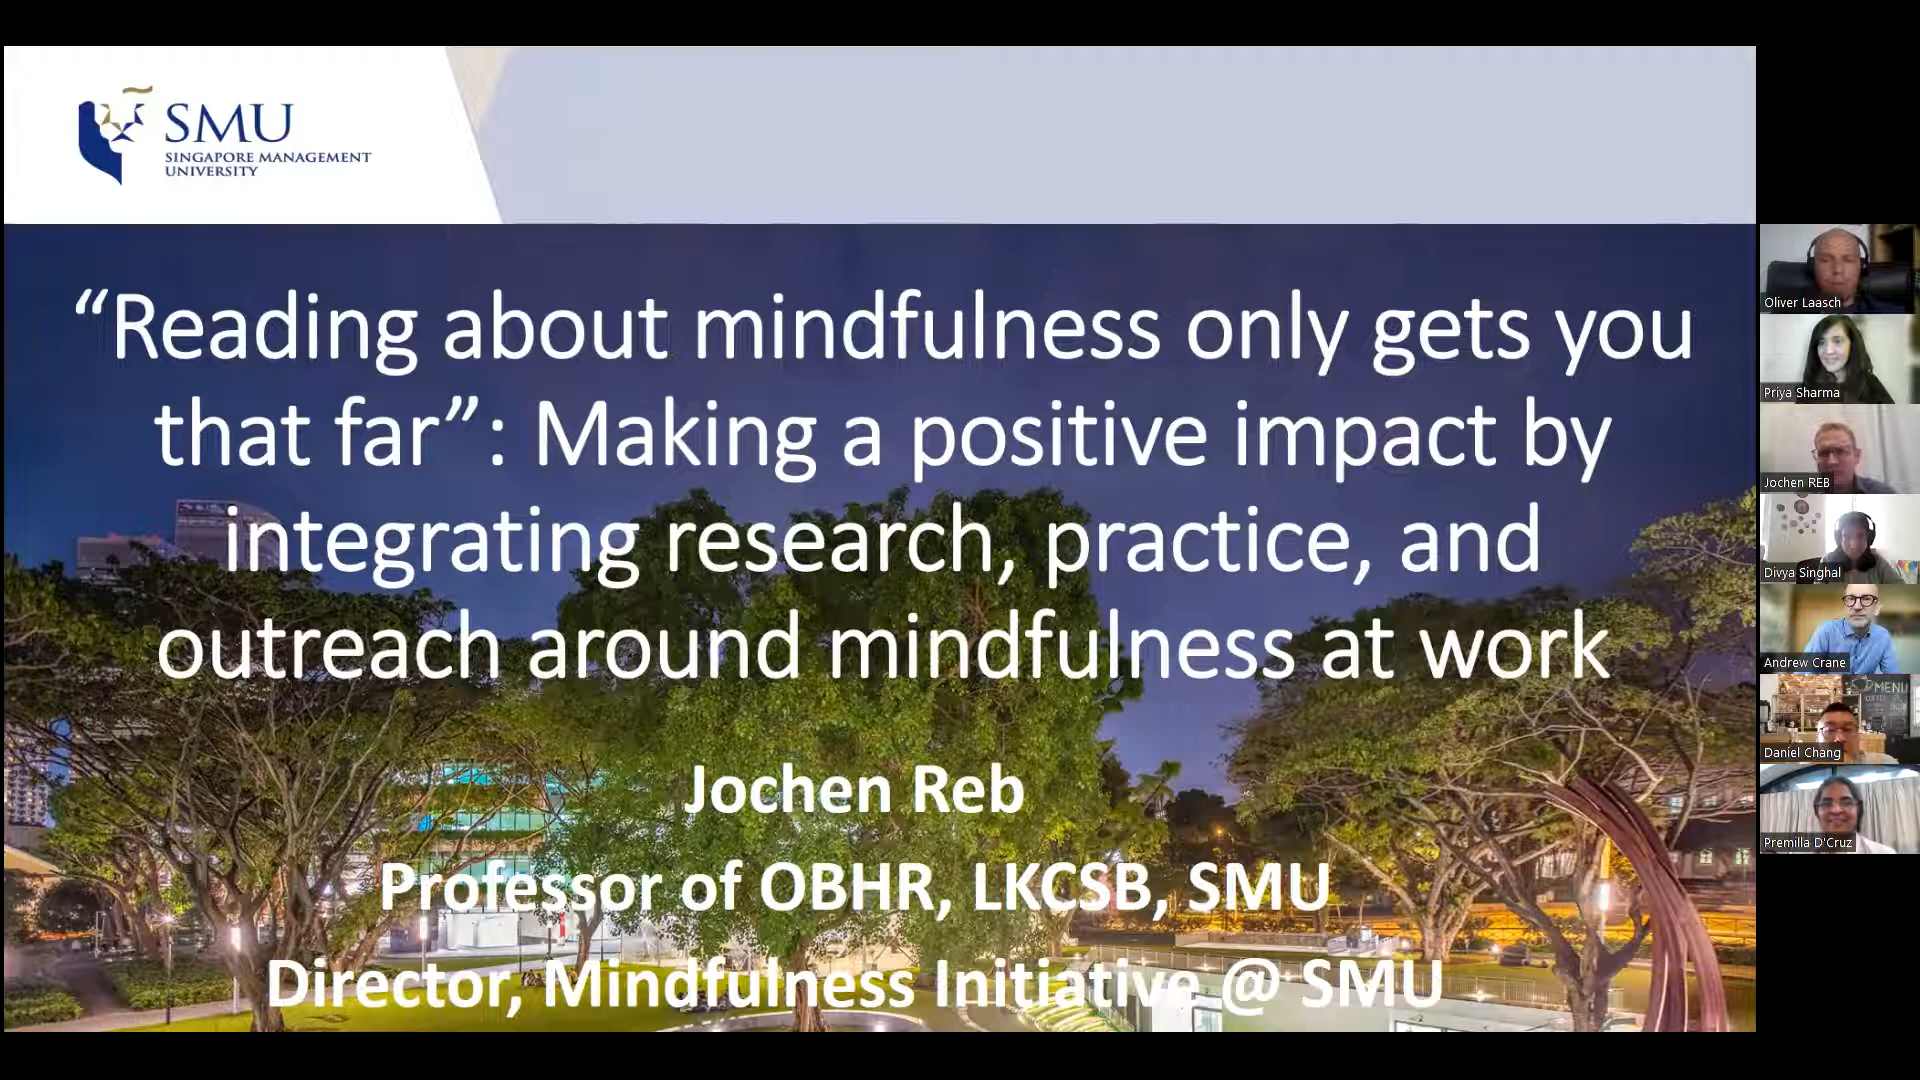 SMU
SINGAPORE MANAGEMENT
UNIVERSITY
“Reading about mindfulness only gets you
that far”: Making a positive impact by
integrating research, practice, and
outreach around mindfulness at work
Jochen Reb
Professor of OBHR, LKCSB, SMU
Director, Mindfulness Initiative @ SMU
Oliver Laasch
Priya Sharma
Jochen REB
Divya Singhal
Andrew Crane
MENU
Daniel Chang
Premilla D'Cruz